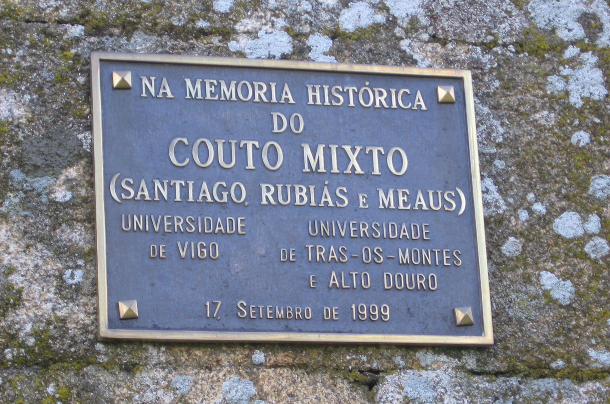 NA MEMORIA HISTÓRICA
DO
COUTO MIXTO
(SANTIAGO, RUBIÁS E MEAUS)
UNIVERSIDADE
DE VIGO
UNIVERSIDADE
DE TRAS-OS-MONTES
E ALTO DOURO
17, SETEMBRO DE 1999